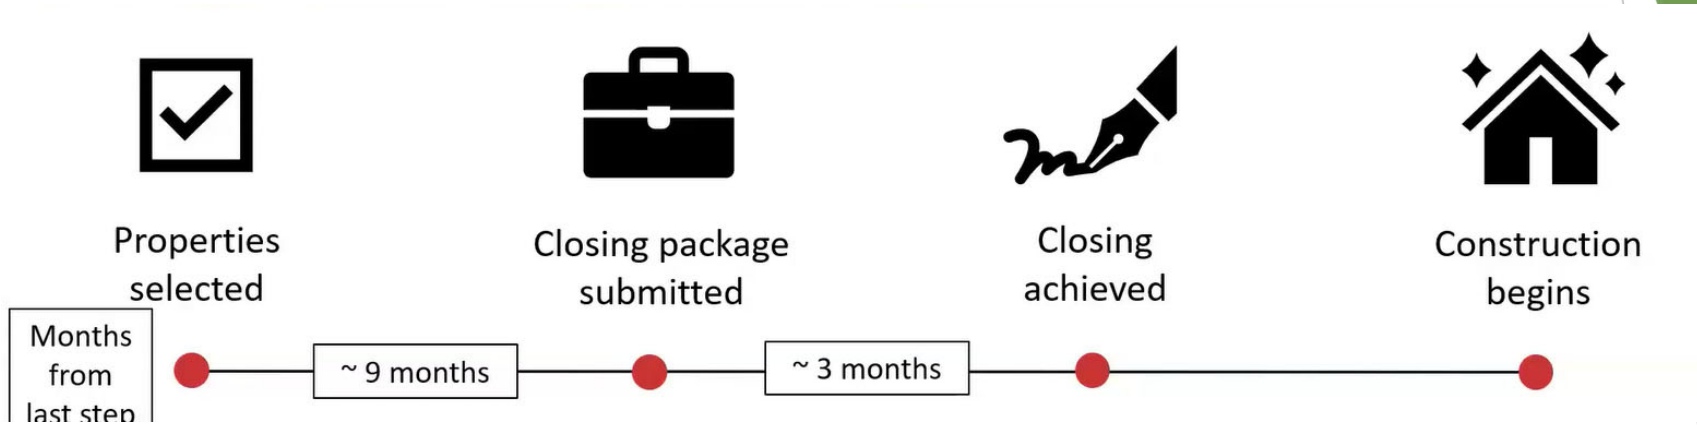 Properties
selected
Closing package
submitted
Closing
achieved
Construction
begins
Months
from
last step
~ 9 months
~ 3 months